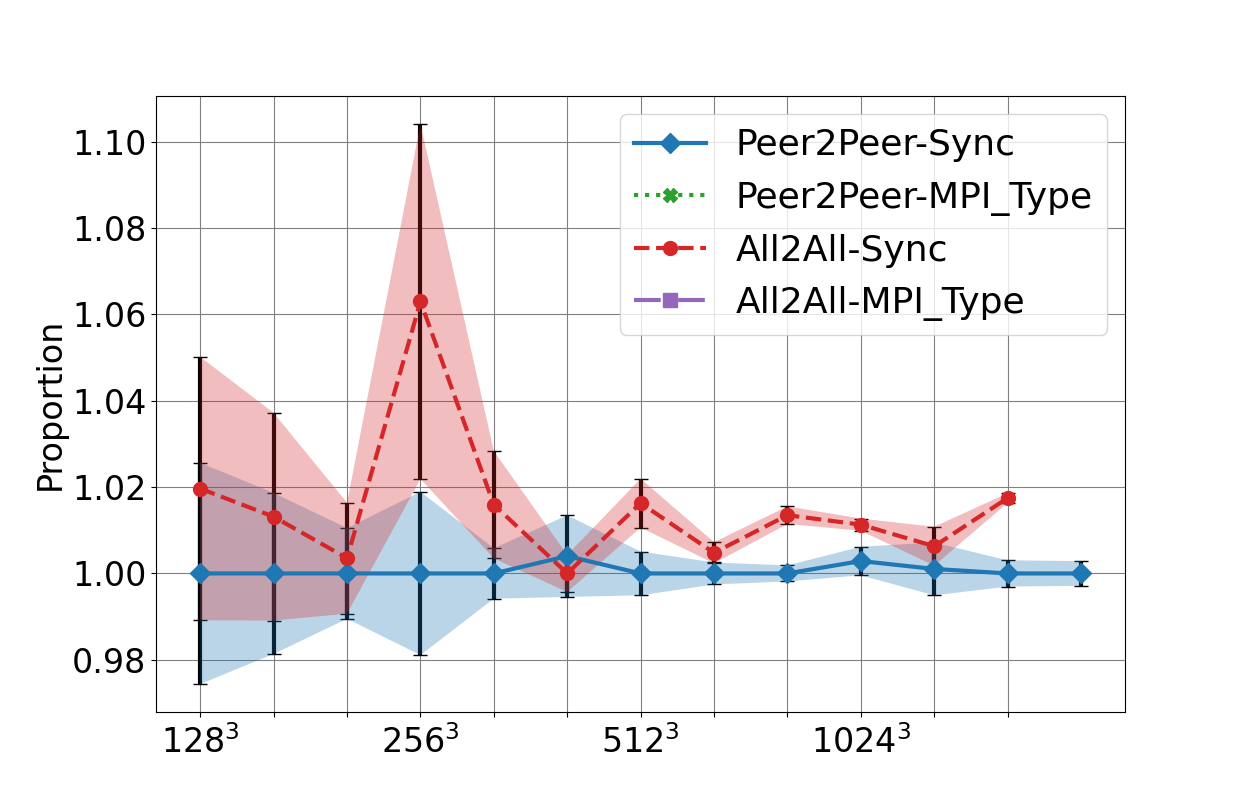 Proportion
1.10
1.08
1.06
1.04
1.02
1.00
0.98
Peer2Peer-Sync
Peer2Peer-MPI_Type
All2All-Sync
All2All-MPI_Type
128³ 256³ 512³ 1024³